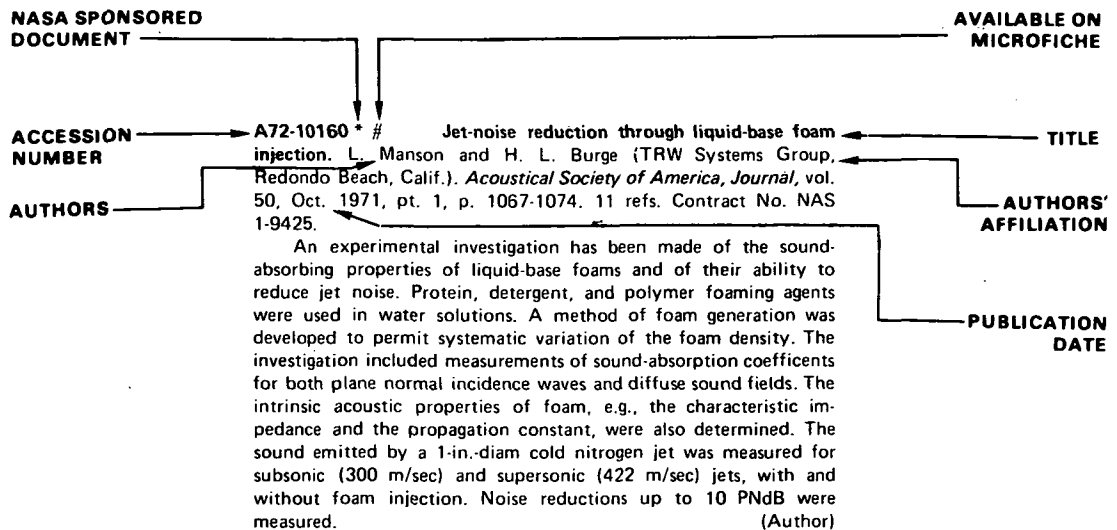 NASA SPONSORED
DOCUMENT
AVAILABLE ON
MICROFICHE
ACCESSION
NUMBER
A72-10160 * # Jet-noise reduction through liquid-base foam
TITLE
injection. L. Manson and H. L. Burge (TRW Systems Group,
Redondo Beach, Calif.). Acoustical Society of America, Journal, vol.
AUTHORS
50, Oct. 1971, pt. 1, p. 1067-1074. 11 refs. Contract No. NAS
1-9425.
AUTHORS'
AFFILIATION
An experimental investigation has been made of the sound-
absorbing properties of liquid-base foams and of their ability to
reduce jet noise. Protein, detergent, and polymer foaming agents
were used in water solutions. A method of foam generation was
developed to permit systematic variation of the foam density. The
PUBLICATION
DATE
investigation included measurements of sound-absorption coefficents
for both plane normal incidence waves and diffuse sound fields. The
intrinsic acoustic properties of foam, e.g., the characteristic im-
pedance and the propagation constant, were also determined. The
sound emitted by a 1-in.-diam cold nitrogen jet was measured for
subsonic (300 m/sec) and supersonic (422 m/sec) jets, with and
without foam injection. Noise reductions up to 10 PNdB were
measured. (Author)